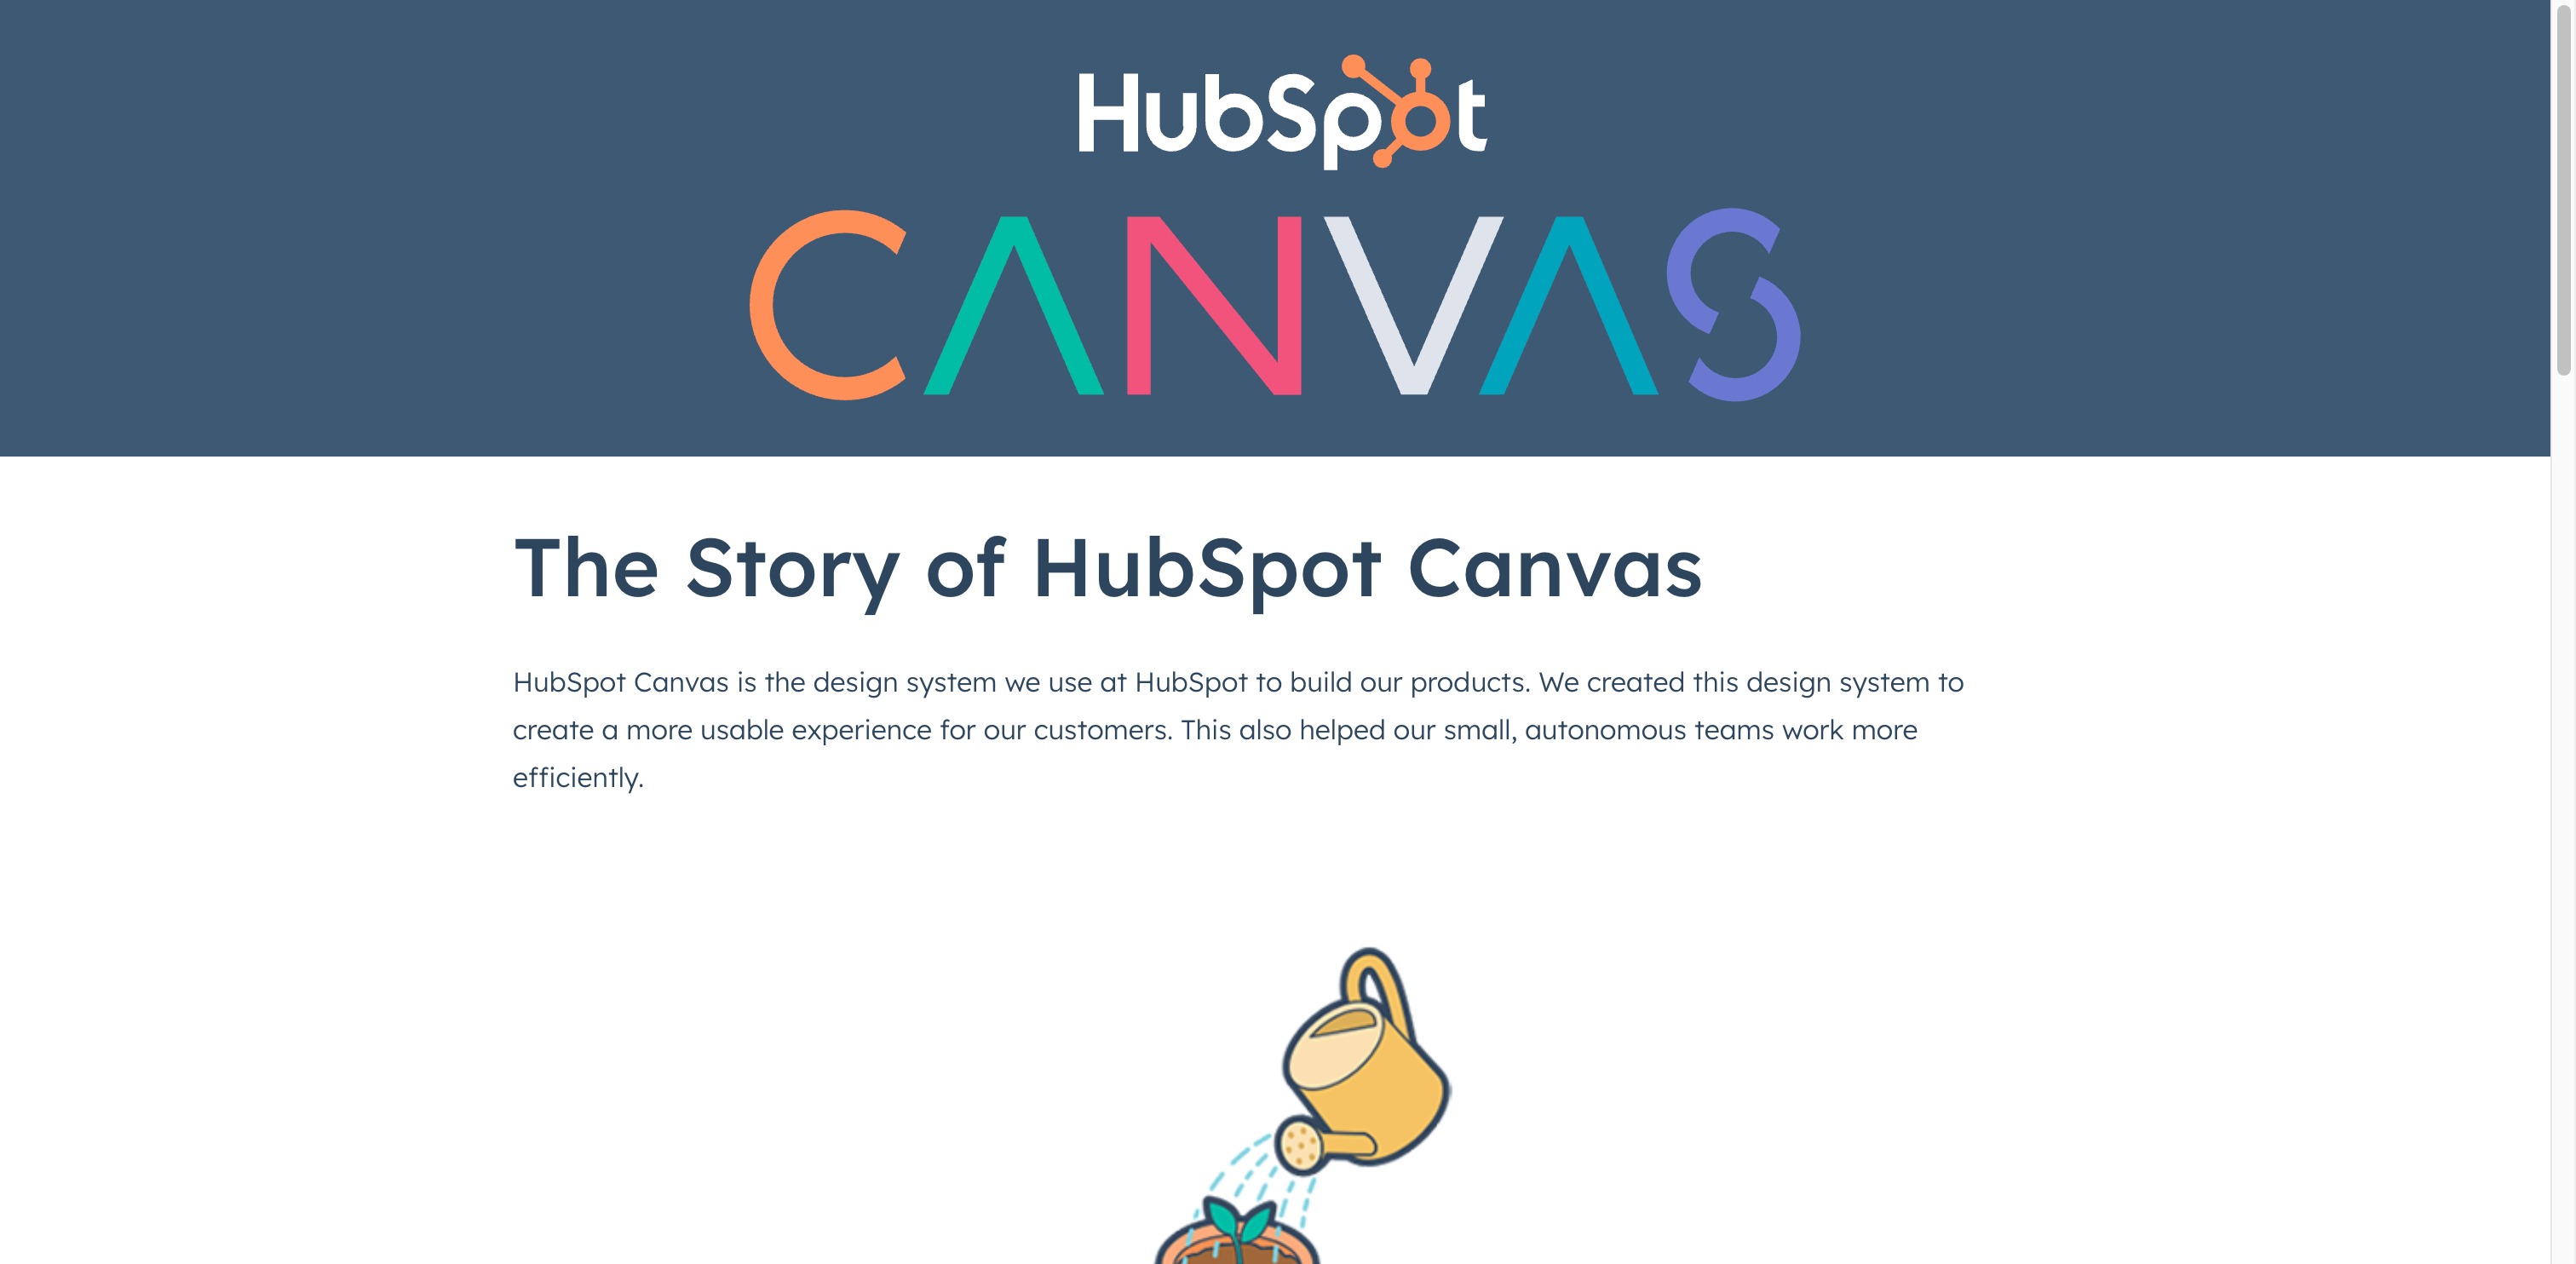 HubSpot
CANVAS
The Story of HubSpot Canvas
HubSpot Canvas is the design system we use at HubSpot to build our products. We created this design system to
create a more usable experience for our customers. This also helped our small, autonomous teams work more
efficiently.